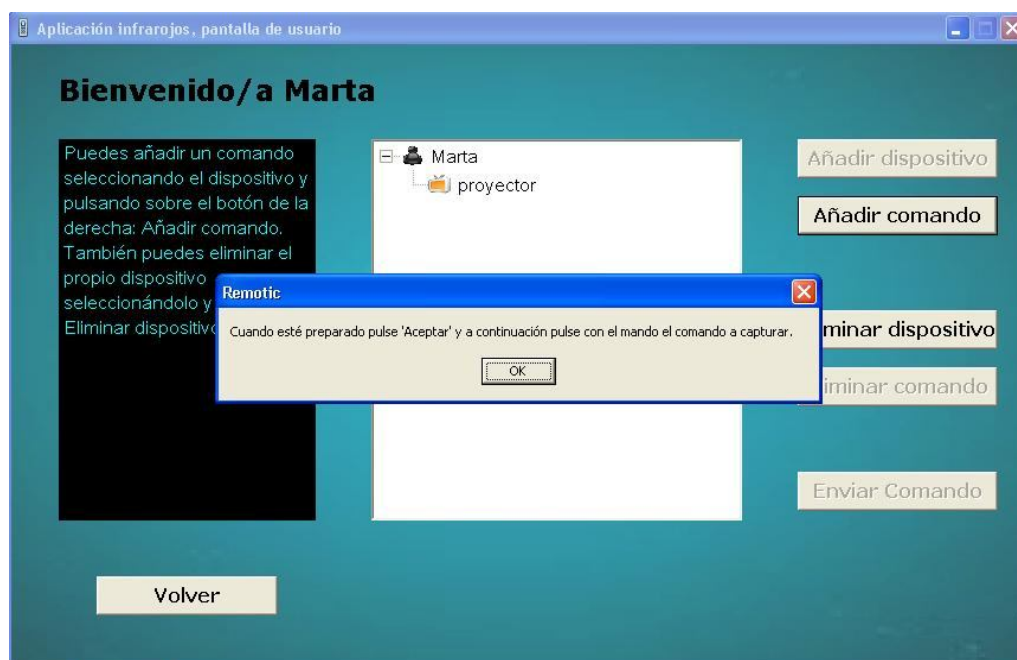 Aplicación infrarojos, pantalla de usuario
Bienvenido/a Marta
Puedes añadir un comando
seleccionando el dispositivo y
pulsando sobre el botón de la
derecha: Añadir comando.
También puedes eliminar el
propio dispositivo
seleccionándolo y
Eliminar dispositivo
Marta
proyector
Añadir dispositivo
Añadir comando
Remotic
Cuando esté preparado pulse 'Aceptar' y a continuación pulse con el mando el comando a capturar.
OK
minar dispositivo
iminar comando
Enviar Comando
Volver